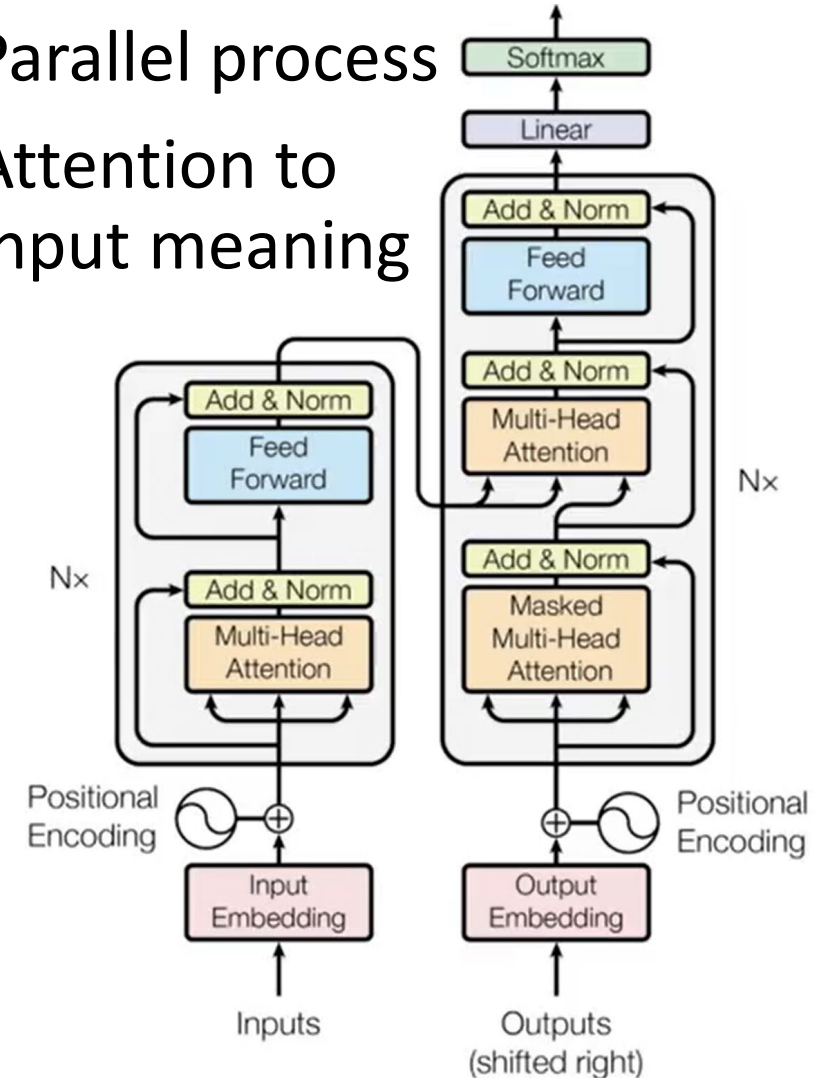 Parallel process
Attention to
nput meaning
Softmax
Linear
Add & Norm
Feed
Forward
Add & Norm
Multi-Head
Attention
Nx
Add & Norm
Masked
Multi-Head
Attention
Add & Norm
Feed
Forward
Nx
Add & Norm
Multi-Head
Attention
Positional
Encoding
Positional
Encoding
Input
Embedding
Output
Embedding
Inputs
Outputs
(shifted right)